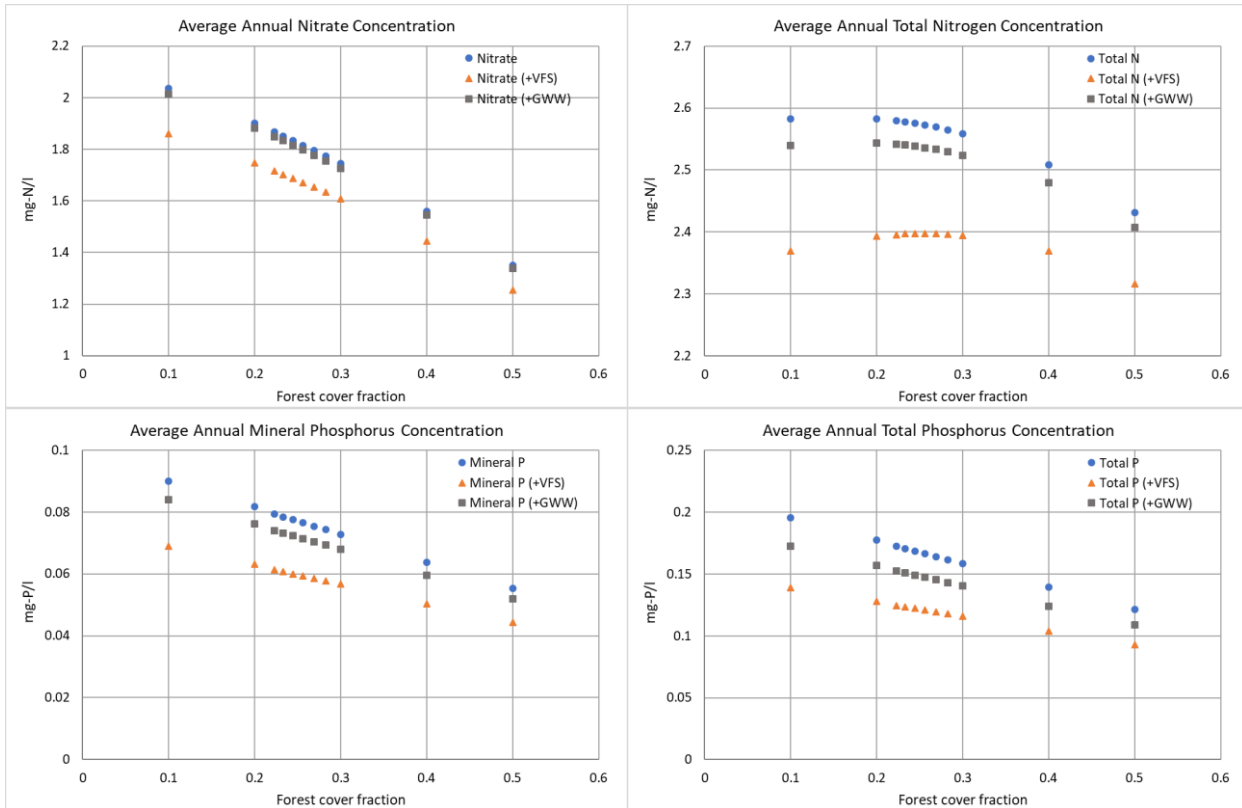 Average Annual Nitrate Concentration
2.2
2
1.8
1.6
1.4
1.2
1
mg-N/l
Nitrate
Nitrate (+VFS)
Nitrate (+GWW)
0 0.1 0.2 0.3 0.4 0.5 0.6
Forest cover fraction
Average Annual Total Nitrogen Concentration
2.7
2.6
2.5
2.4
2.3
2.2
mg-N/l
Total N
Total N (+VFS)
Total N (+GWW)
0 0.1 0.2 0.3 0.4 0.5 0.6
Forest cover fraction
Average Annual Mineral Phosphorus Concentration
0.1
0.08
0.06
0.04
0.02
0
mg-P/l
Mineral P
Mineral P (+VFS)
Mineral P (+GWW)
0 0.1 0.2 0.3 0.4 0.5 0.6
Forest cover fraction
Average Annual Total Phosphorus Concentration
0.25
0.2
0.15
0.1
0.05
0
mg-P/l
Total P
Total P (+VFS)
Total P (+GWW)
0 0.1 0.2 0.3 0.4 0.5 0.6
Forest cover fraction